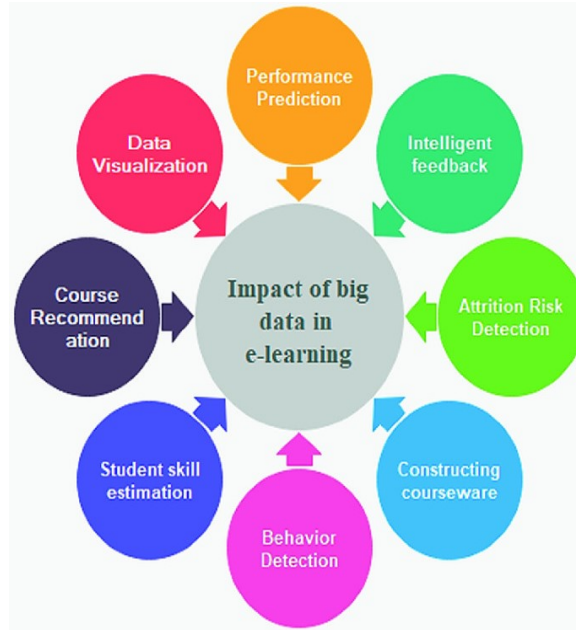 Performance
Prediction
Intelligent
feedback
Attrition Risk
Detection
Constructing
courseware
Behavior
Detection
Student skill
estimation
Course
Recommend
ation
Data
Visualization
Impact of big
data in
e-learning